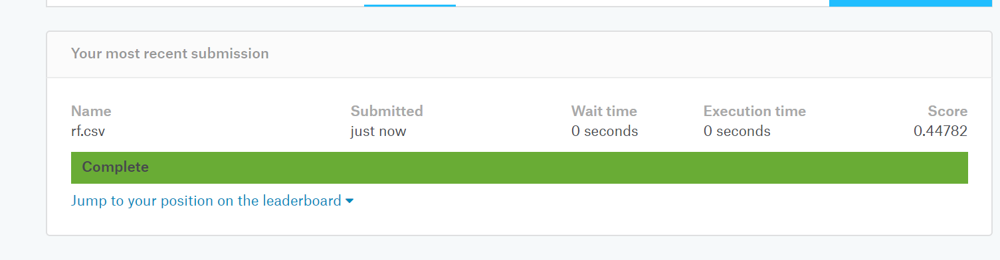 Your most recent submission
Name Submitted Wait time Execution time Score
rf.csv just now 0 seconds 0 seconds 0.44782
Complete
Jump to your position on the leaderboard